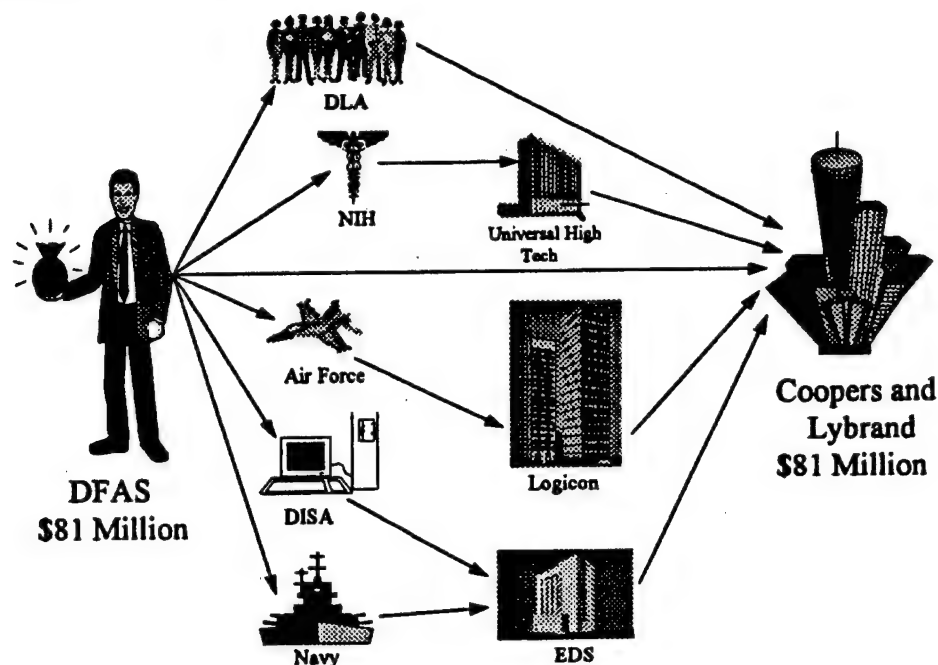 DLA
NIH
Universal High
Tech
Air Force
Logicon
Coopers and
Lybrand
$81 Million
DFAS
$81 Million
DISA
Navy
EDS